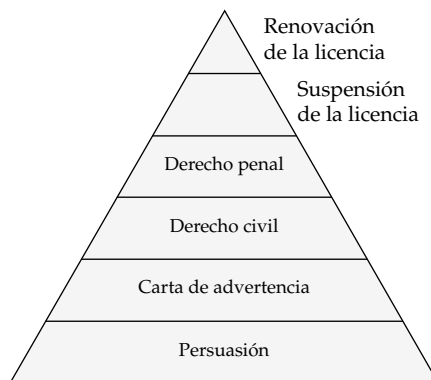 Renovación
de la licencia
Suspensión
de la licencia
Derecho penal
Derecho civil
Carta de advertencia
Persuasión